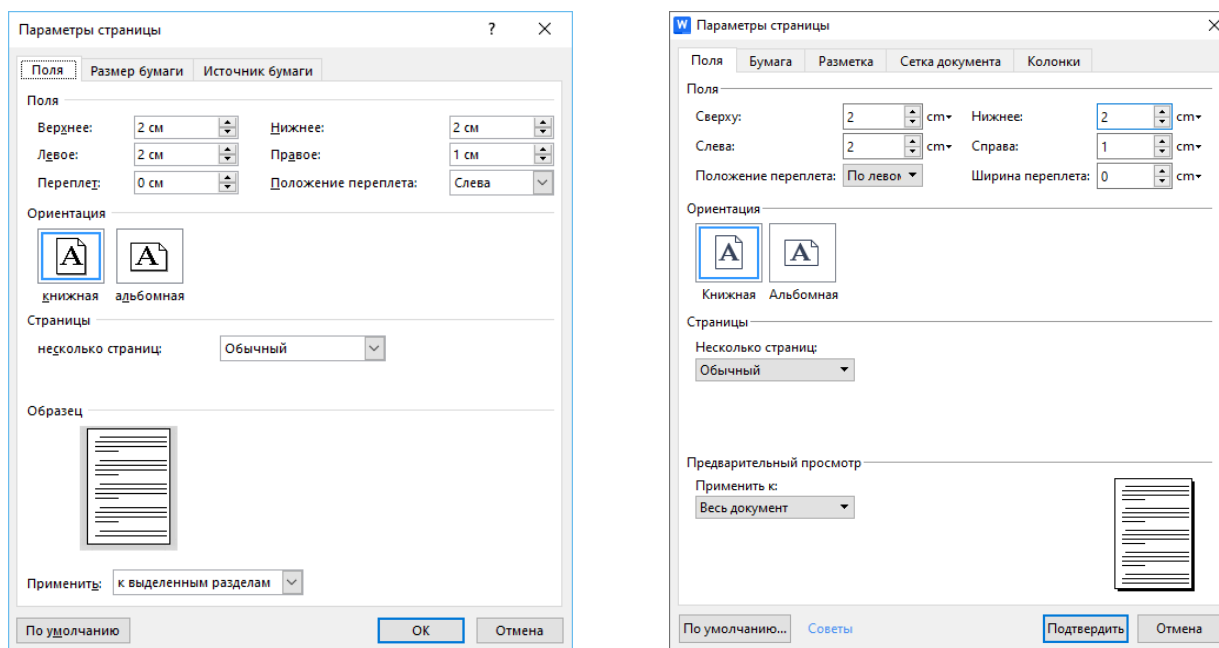 Параметры страницы ?
Поля Размер бумаги Источник бумаги
Поля
Верхнее: 2 см Нижнее: 2 см
Левое: 2 см Правое: 1 см
Переплет: 0 см Положение переплета: Слева
Ориентация
A A
книжная альбомная
Страницы
несколько страниц: Обычный
Образец
Применить: к выделенным разделам
По умолчанию ОК Отмена
W Параметры страницы
Поля Бумага Разметка Сетка документа Колонки
Поля
Сверху: 2 cm Нижнее: 2 cm
Слева: 2 cm Справа: 1 cm
Положение переплета: По левом Ширина переплета: 0 cm
Ориентация
A A
Книжная Альбомная
Страницы
Несколько страниц:
Обычный
Предварительный просмотр
Применить к:
Весь документ
По умолчанию... Советы Подтвердить Отмена